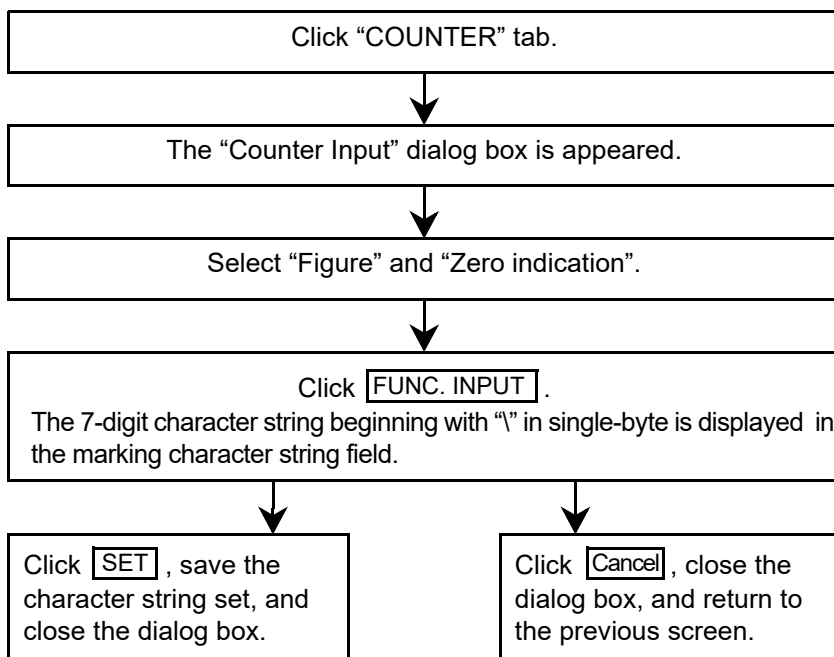 Click “COUNTER” tab.
The “Counter Input” dialog box is appeared.
Select “Figure” and “Zero indication”.
Click FUNC. INPUT .
The 7-digit character string beginning with “\” in single-byte is displayed in
the marking character string field.
Click SET , save the
character string set, and
close the dialog box.
Click Cancel , close the
dialog box, and return to
the previous screen.